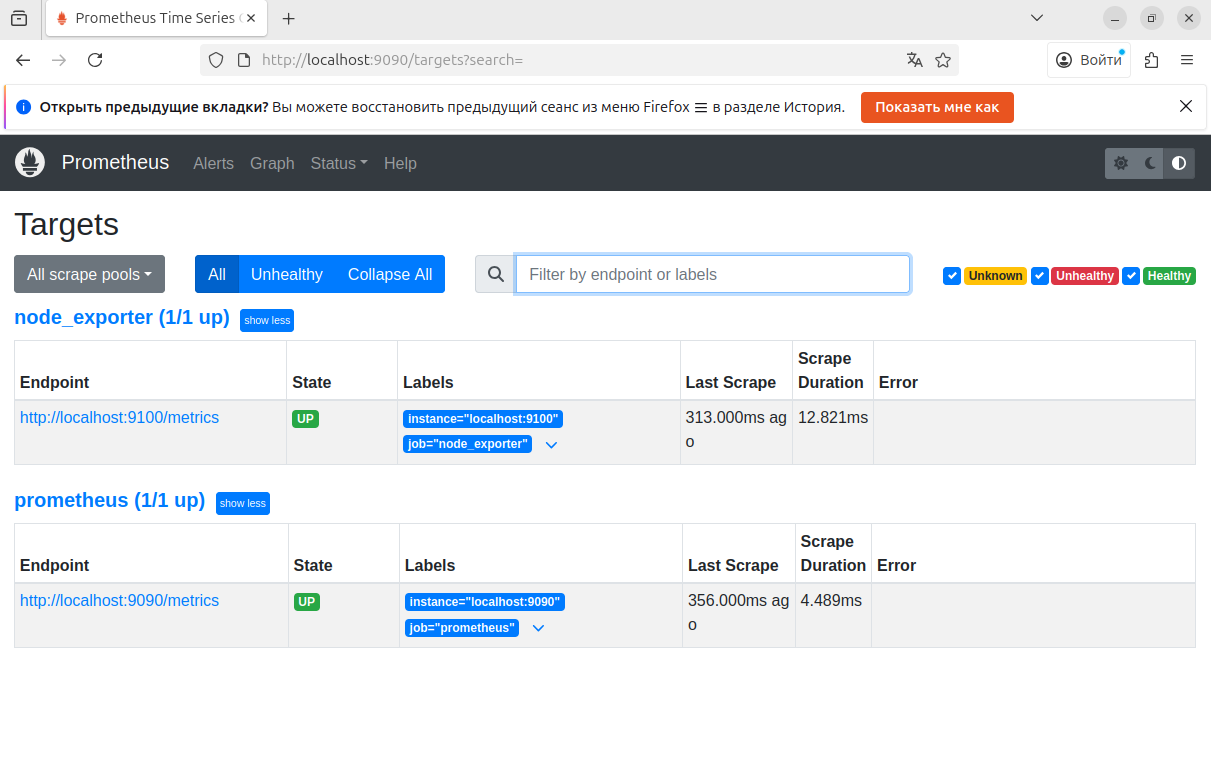 Prometheus Time Series
http://localhost:9090/targets?search=
Войти
Открыть предыдущие вкладки? Вы можете восстановить предыдущий сеанс из меню Firefox ☰ в разделе История.
Показать мне как
Prometheus Alerts Graph Status Help
Targets
All scrape pools
All Unhealthy Collapse All
Filter by endpoint or labels
Unknown Unhealthy Healthy
node_exporter (1/1 up) show less
Endpoint State Labels Last Scrape Scrape Duration Error
http://localhost:9100/metrics UP instance="localhost:9100" 313.000ms ago 12.821ms
job="node_exporter"
prometheus (1/1 up) show less
Endpoint State Labels Last Scrape Scrape Duration Error
http://localhost:9090/metrics UP instance="localhost:9090" 356.000ms ago 4.489ms
job="prometheus"